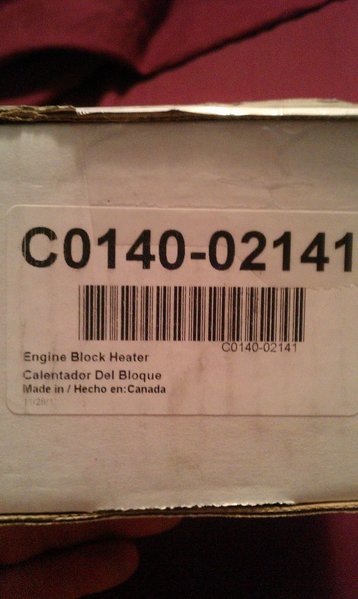 C0140-02141
C0140-02141
Engine Block Heater
Calentador Del Bloque
Made in / Hecho en:Canada